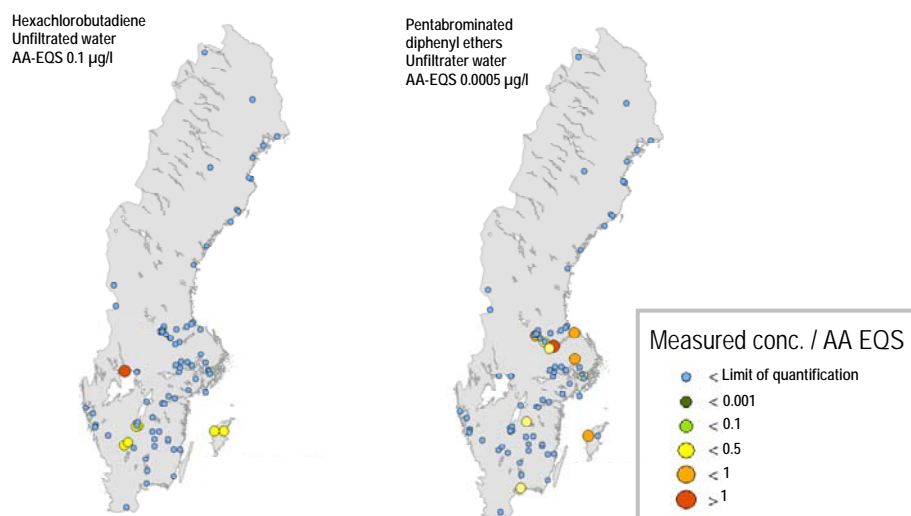 Hexachlorobutadiene
Unfiltrated water
AA-EQS 0.1 µg/l
Pentabrominated
diphenyl ethers
Unfiltrater water
AA-EQS 0.0005 µg/l
Measured conc. / AA EQS
< Limit of quantification
< 0.001
< 0.1
< 0.5
< 1
> 1